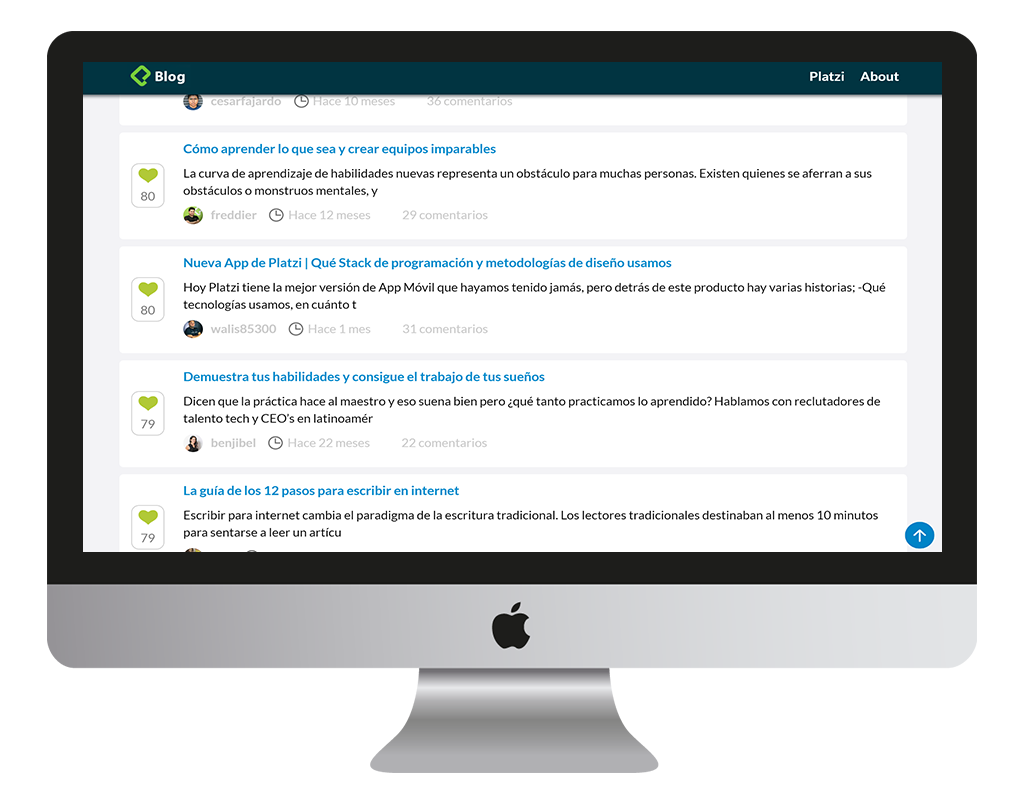 Blog
Platzi About
cesarfajardo Hace 10 meses 36 comentarios
Cómo aprender lo que sea y crear equipos imparables
La curva de aprendizaje de habilidades nuevas representa un obstáculo para muchas personas. Existen quienes se aferran a sus
obstáculos o monstruos mentales, y
80
freddier Hace 12 meses 29 comentarios
Nueva App de Platzi | Qué Stack de programación y metodologías de diseño usamos
Hoy Platzi tiene la mejor versión de App Móvil que hayamos tenido jamás, pero detrás de este producto hay varias historias; -Qué
tecnologías usamos, en cuánto t
80
walis85300 Hace 1 mes 31 comentarios
Demuestra tus habilidades y consigue el trabajo de tus sueños
Dicen que la práctica hace al maestro y eso suena bien pero ¿qué tanto practicamos lo aprendido? Hablamos con reclutadores de
talento tech y CEO’s en latinoamér
79
benjibel Hace 22 meses 22 comentarios
La guía de los 12 pasos para escribir en internet
Escribir para internet cambia el paradigma de la escritura tradicional. Los lectores tradicionales destinaban al menos 10 minutos
para sentarse a leer un artícu
79